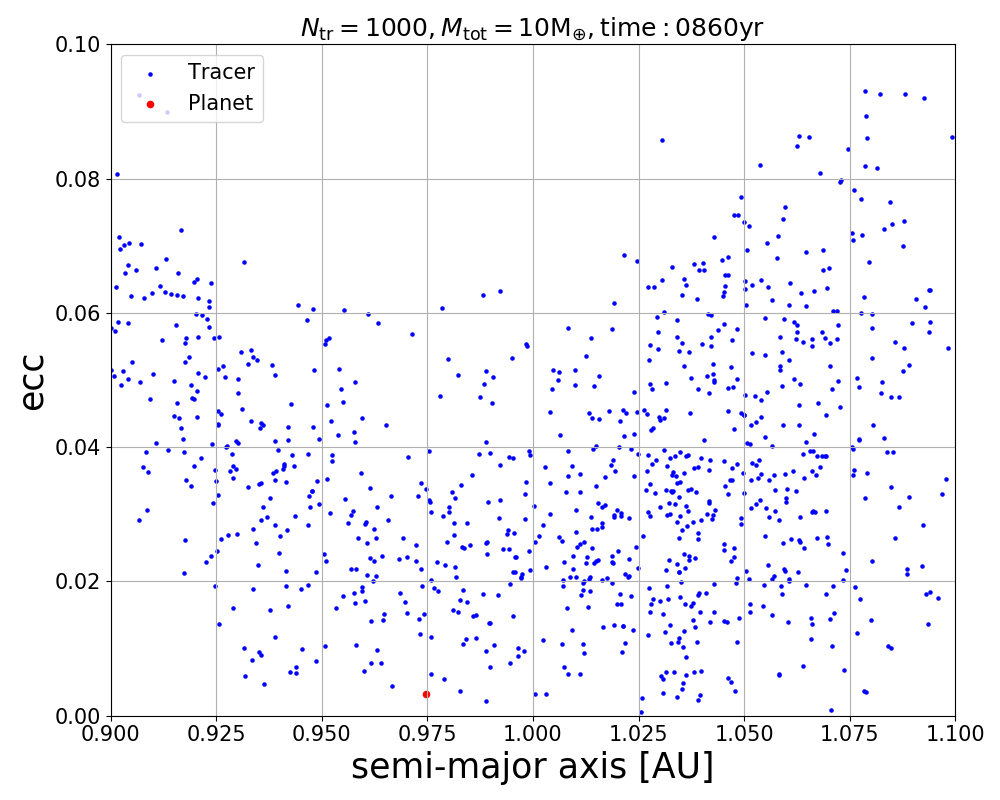 N_tr = 1000, M_tot = 10M_⊕, time : 0860yr
Tracer
Planet
0.10
0.08
0.06
0.04
0.02
0.00
ecc
0.900 0.925 0.950 0.975 1.000 1.025 1.050 1.075 1.100
semi-major axis [AU]